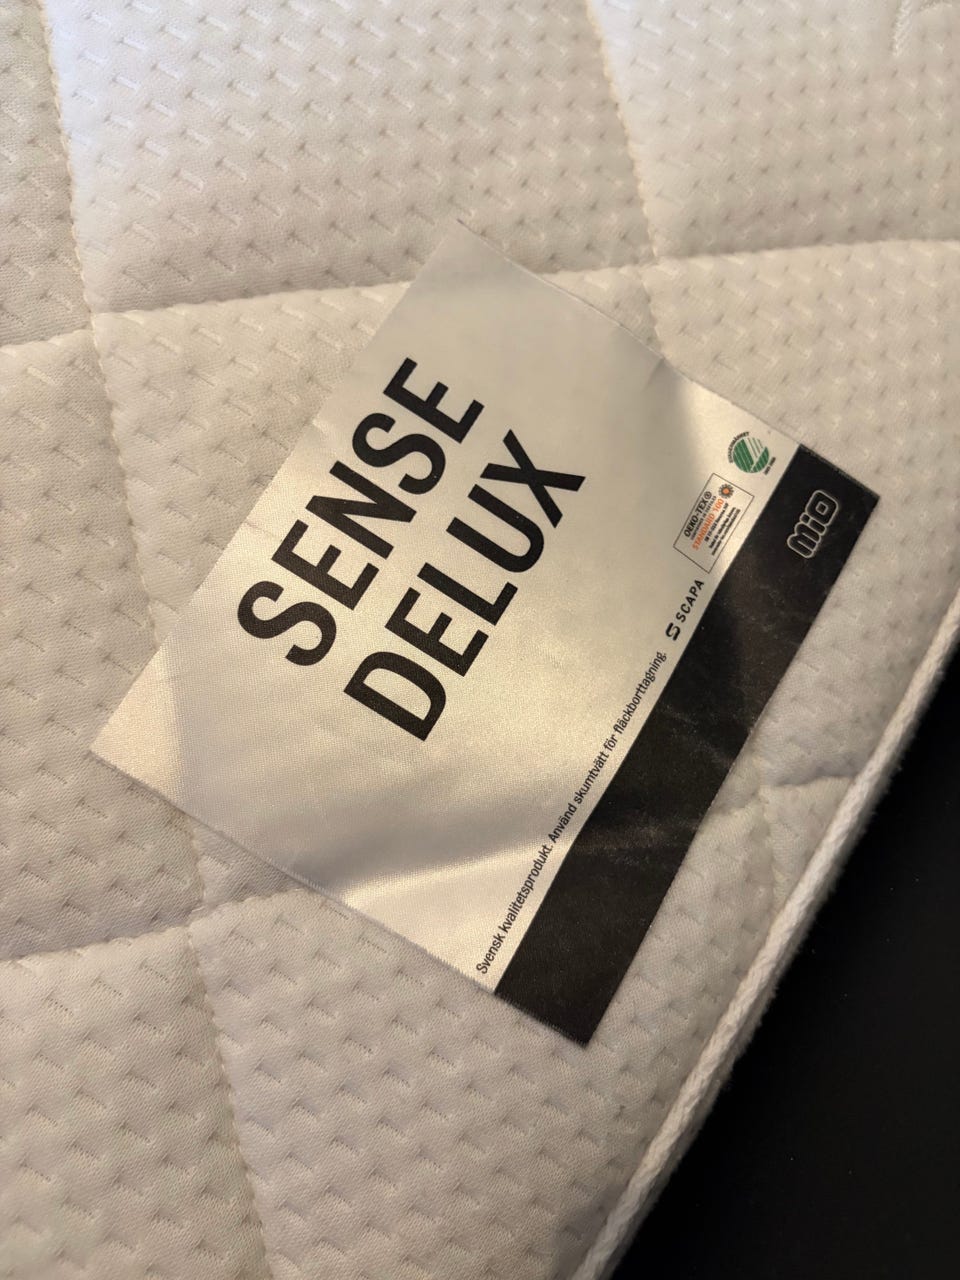 SENSE
DELUX
Svensk kvalitetsprodukt. Använd skumtvätt för fläckborttagning.
SCAPA
OEKO-TEX®
STANDARD 100
MiO